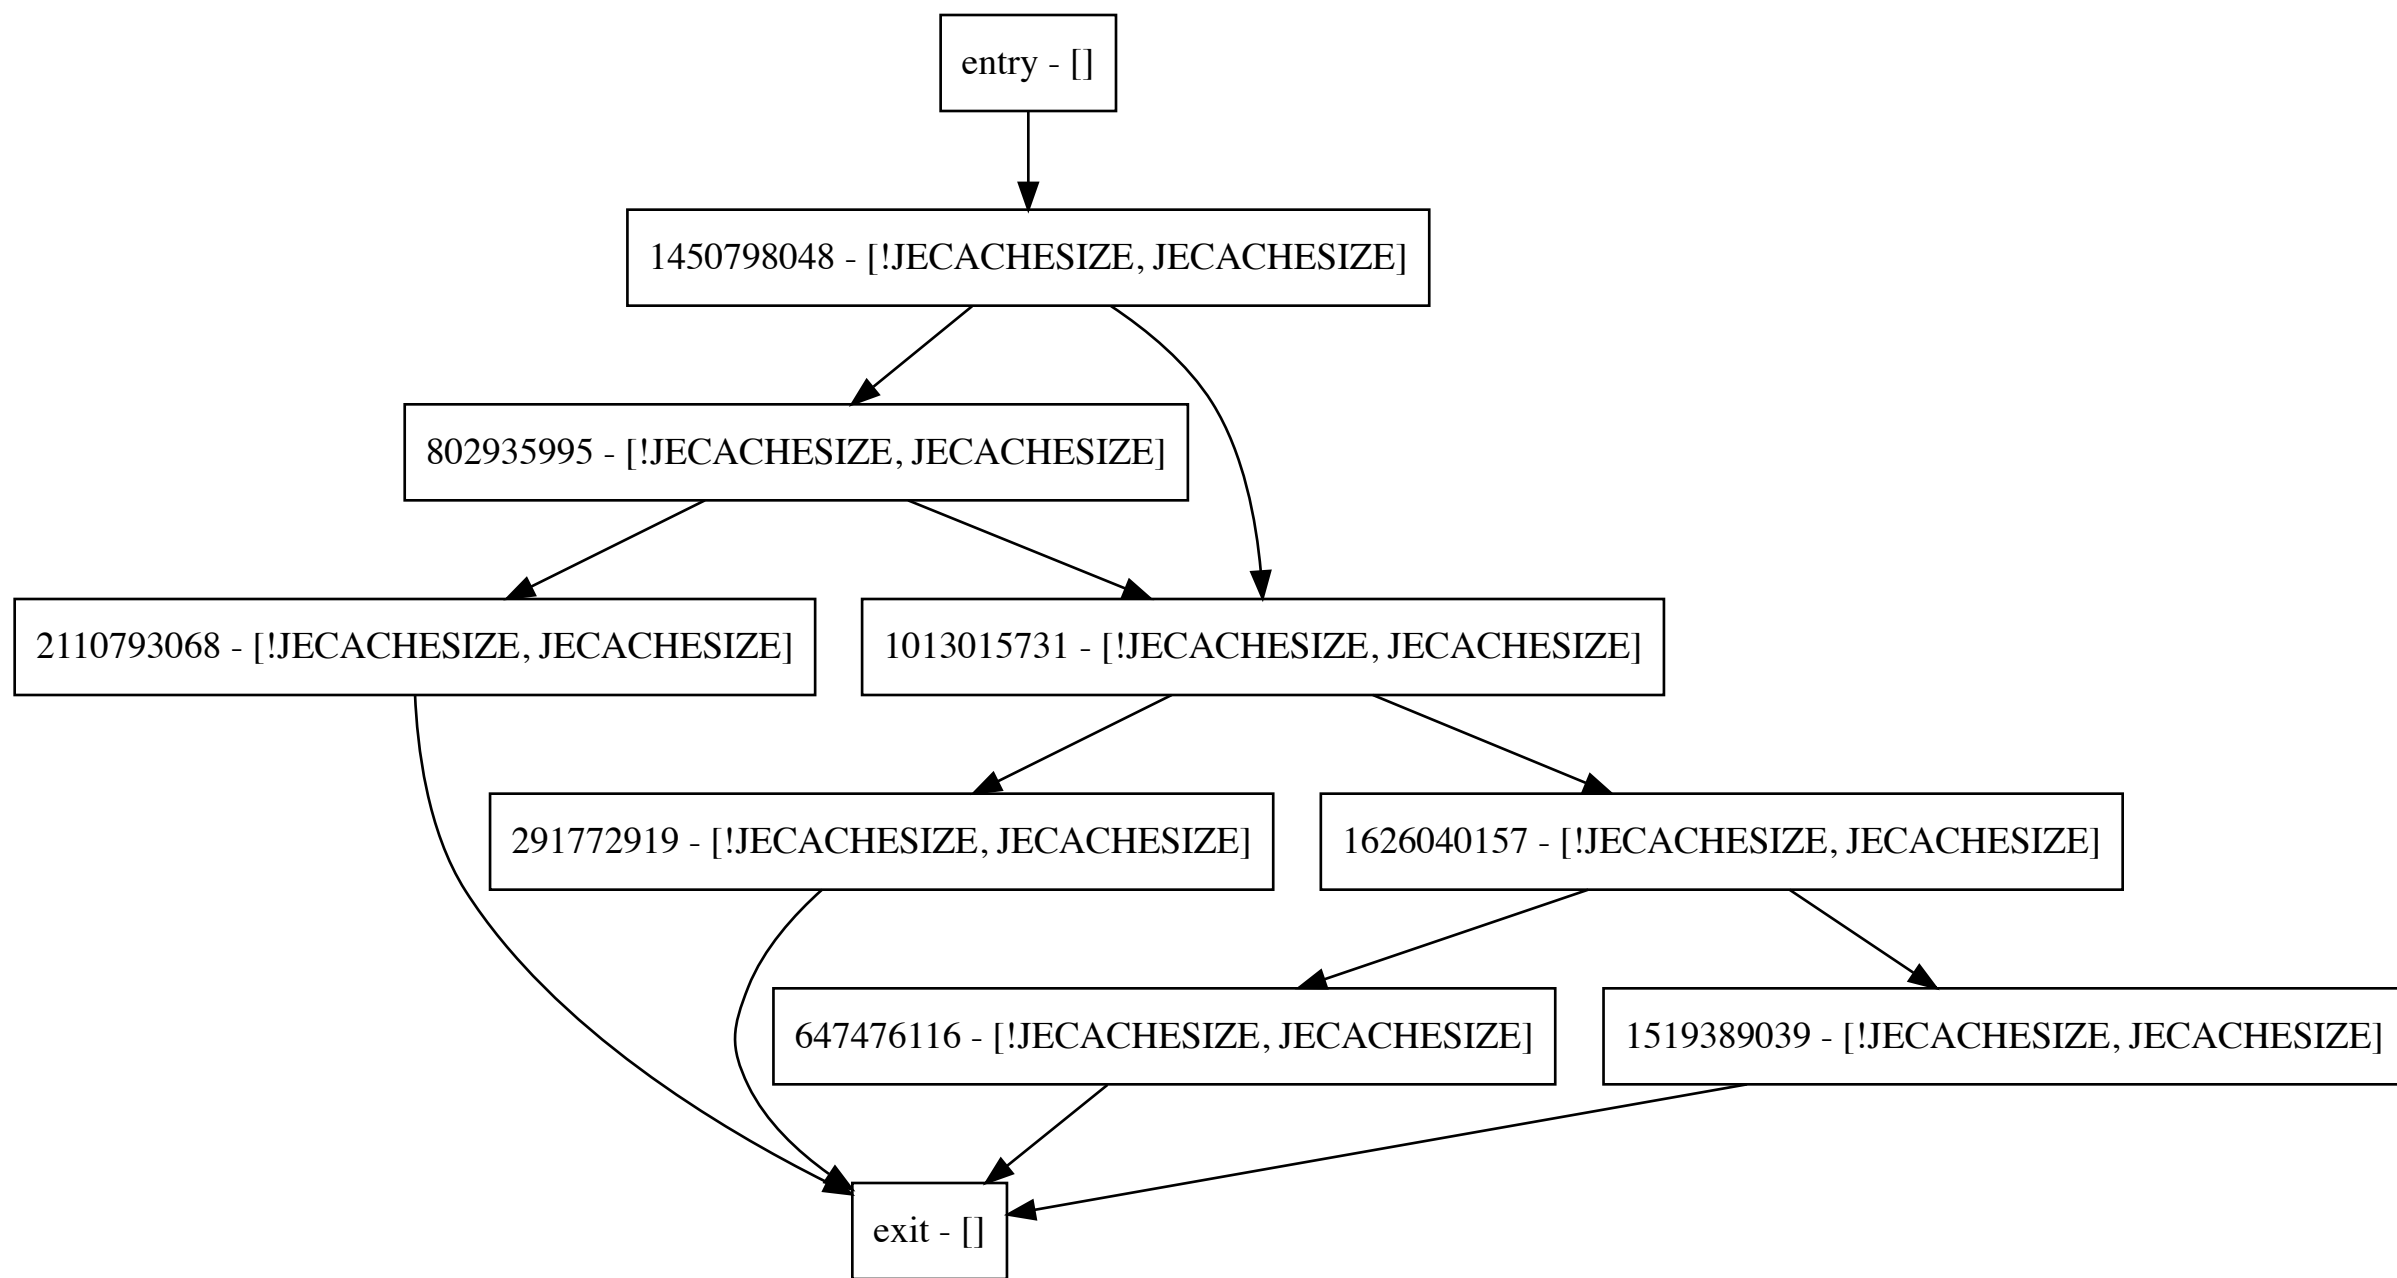 entry - []
1450798048 - [!JECACHESIZE, JECACHESIZE]
802935995 - [!JECACHESIZE, JECACHESIZE]
2110793068 - [!JECACHESIZE, JECACHESIZE]
1013015731 - [!JECACHESIZE, JECACHESIZE]
291772919 - [!JECACHESIZE, JECACHESIZE]
1626040157 - [!JECACHESIZE, JECACHESIZE]
647476116 - [!JECACHESIZE, JECACHESIZE]
1519389039 - [!JECACHESIZE, JECACHESIZE]
exit - []